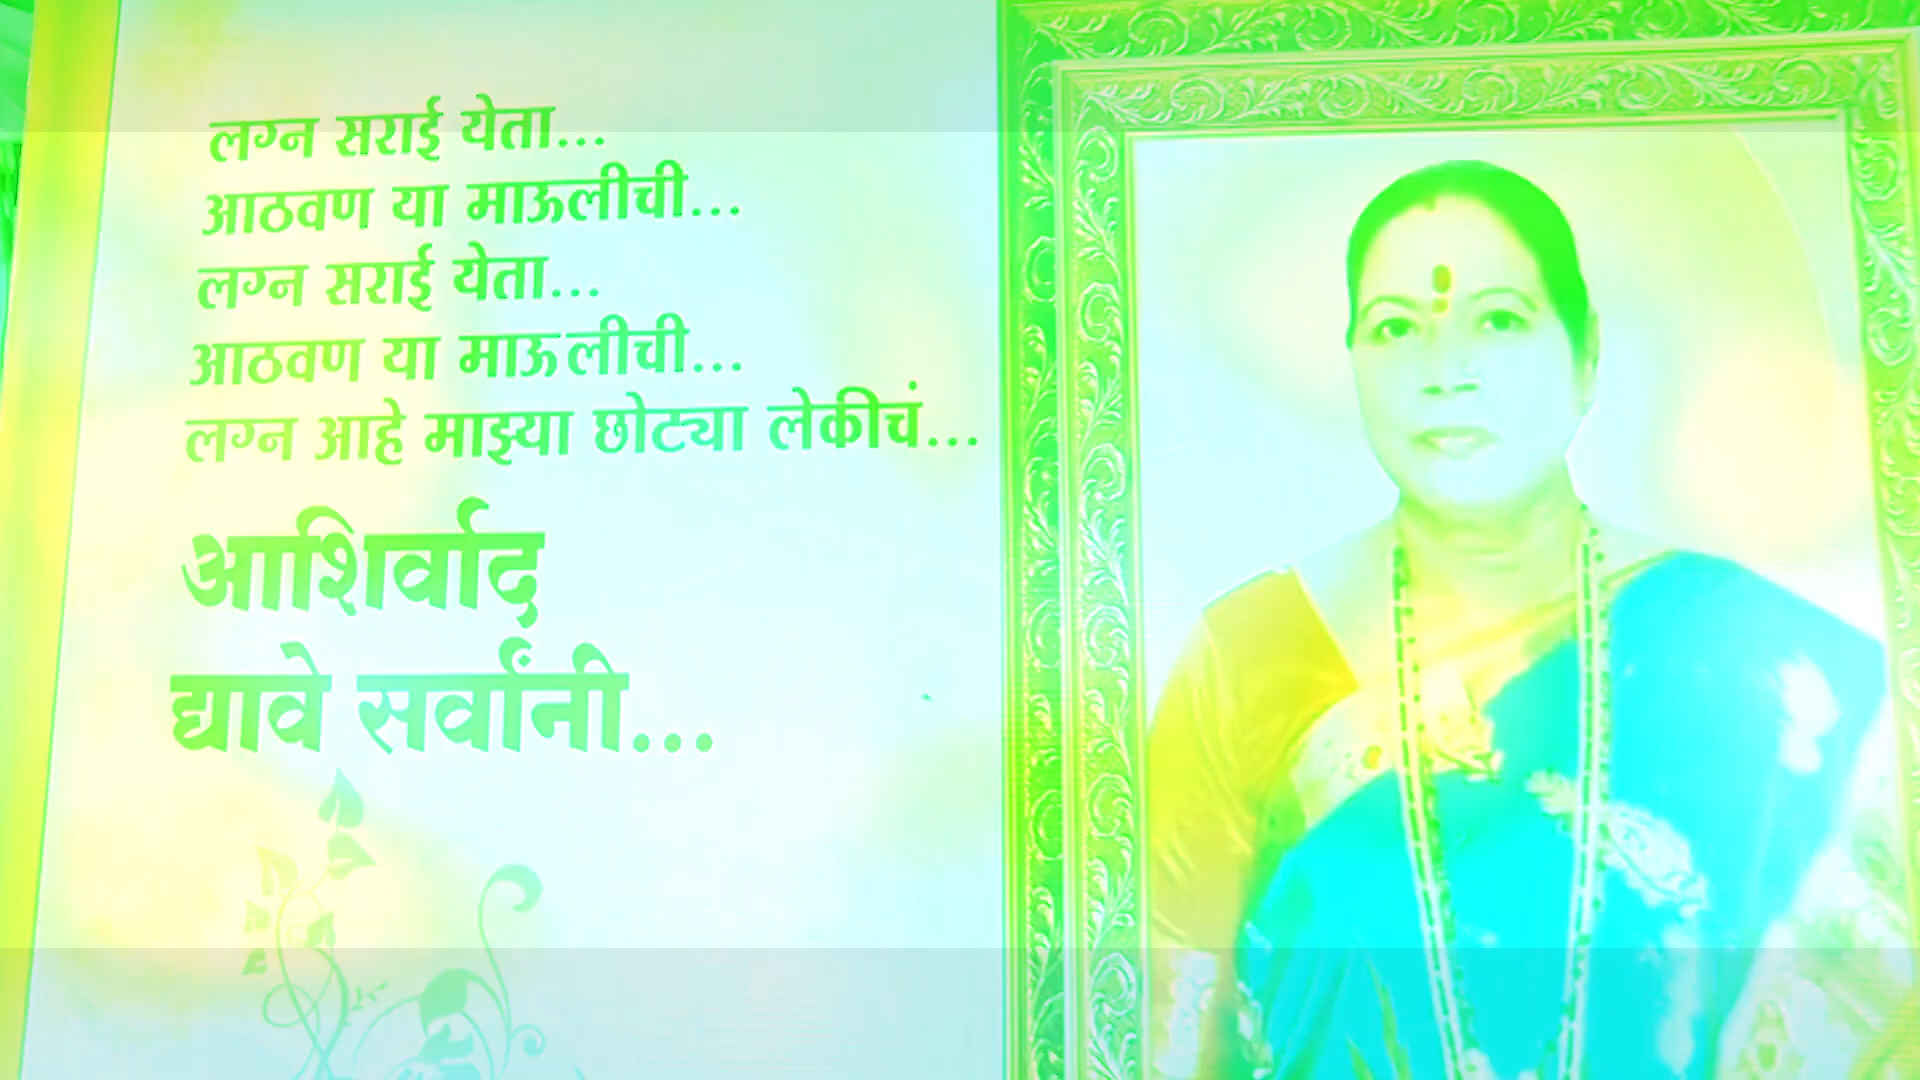 लग्न सराई येता...
आठवण या माऊलीची...
लग्न सराई येता...
आठवण या माऊलीची...
लग्न आहे माझ्या छोट्या लेकीचं...
आशिर्वाद
द्यावे सर्वांनी...